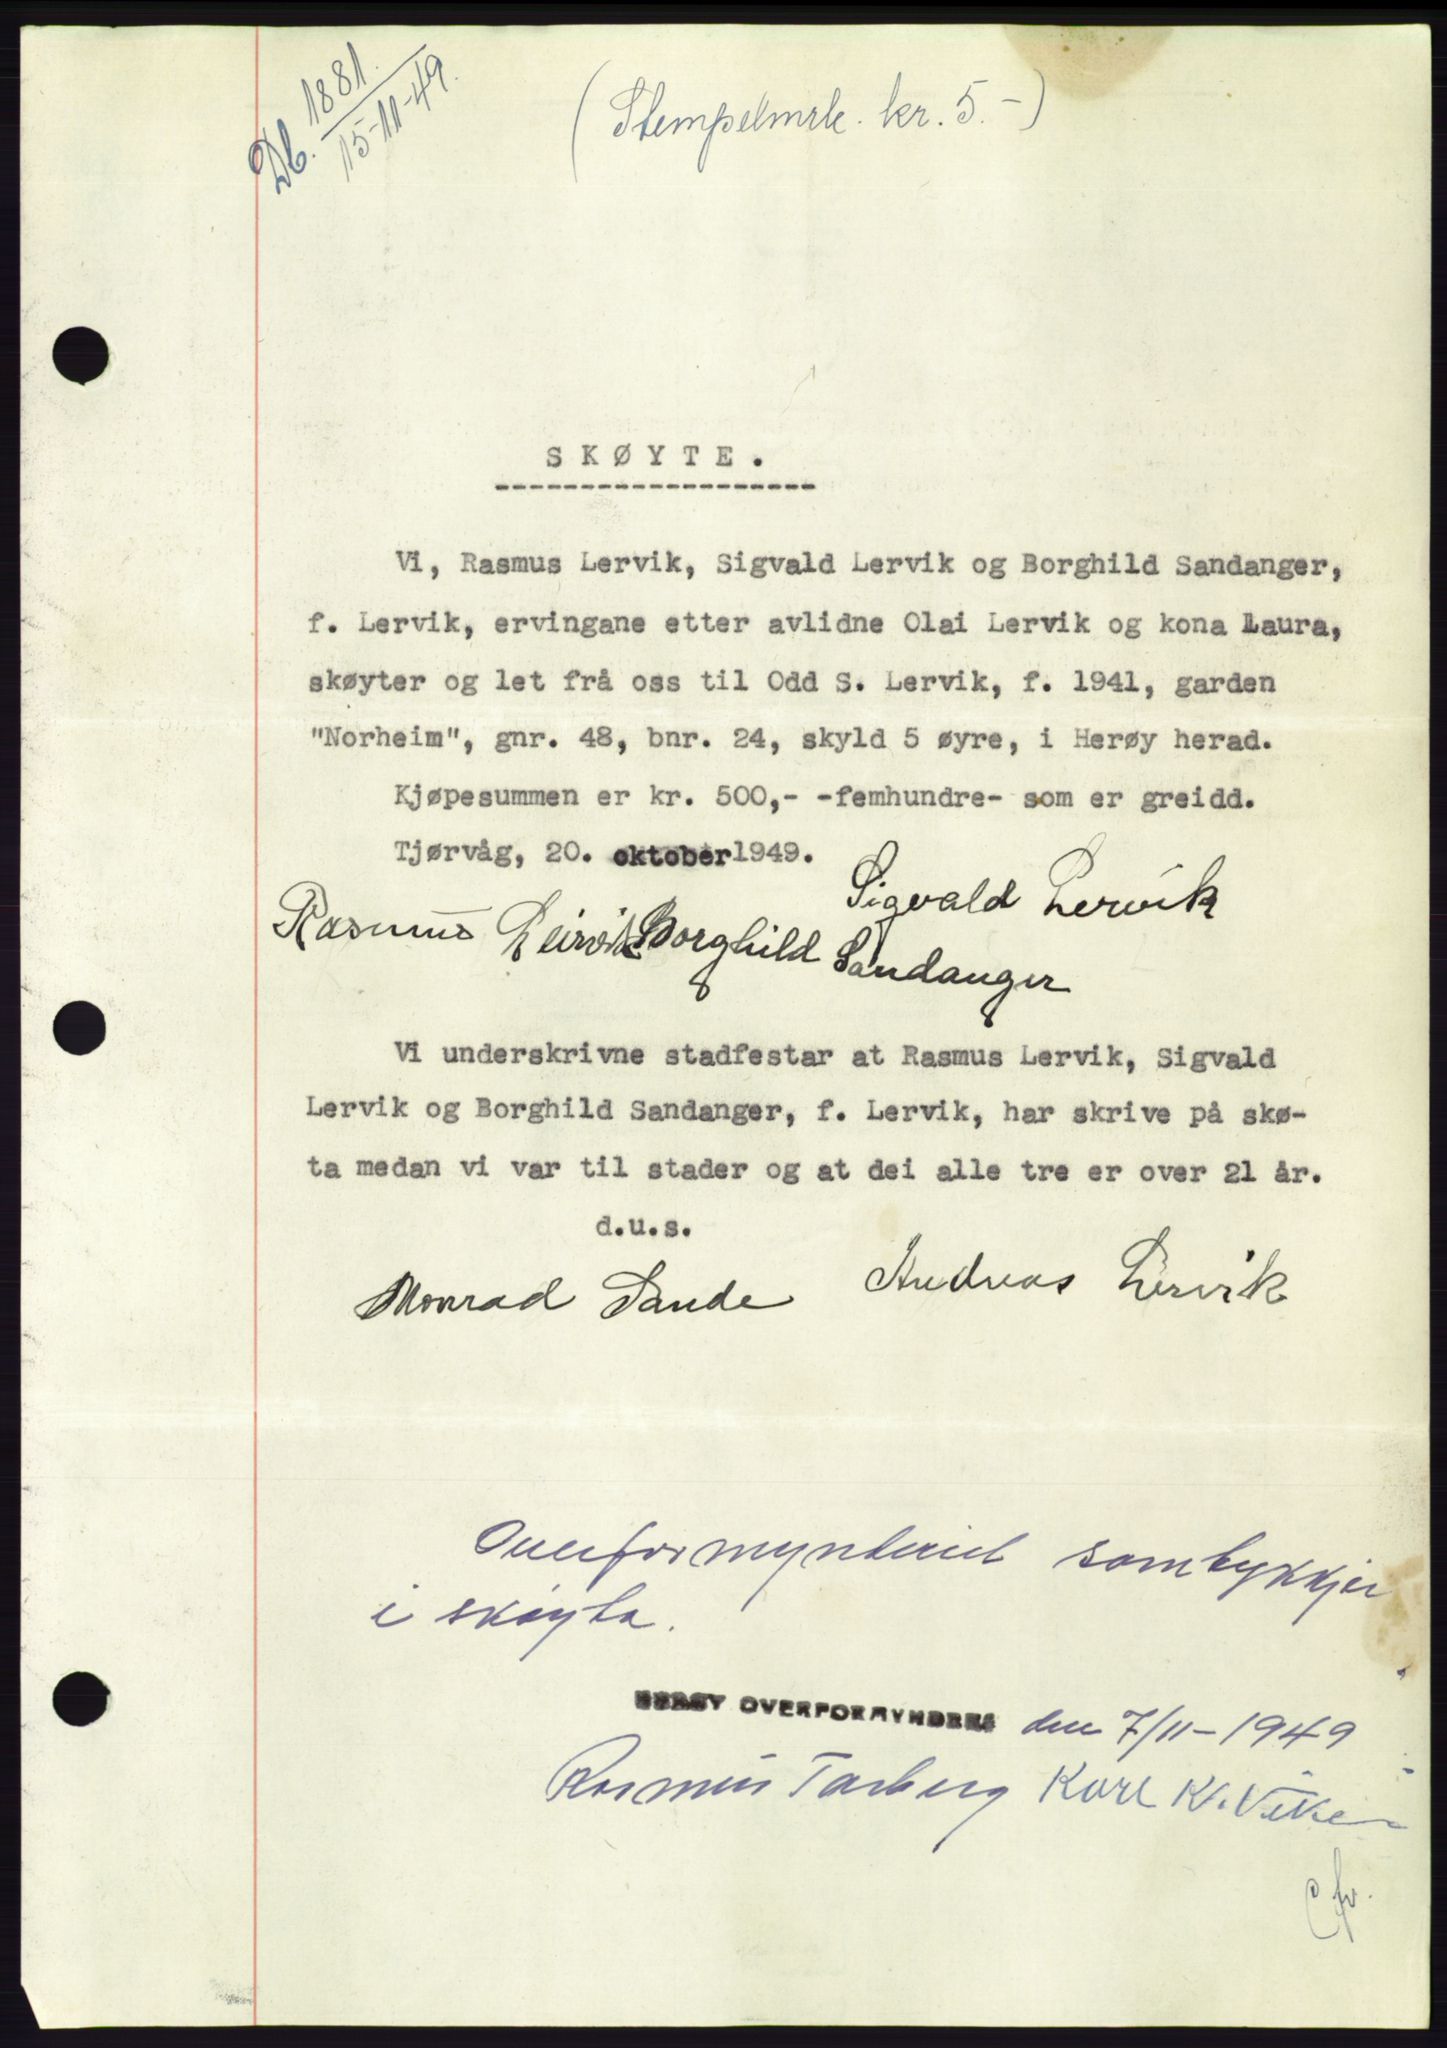 Db. 1881.
15-11-49.
(Stempelmrk. kr. 5.-)
SKØYTE.
Vi, Rasmus Lervik, Sigvald Lervik og Borghild Sandanger,
f. Lervik, ervingane etter avlidne Olai Lervik og kona Laura,
skøyter og let frå oss til Odd S. Lervik, f. 1941, garden
"Norheim", gnr. 48, bnr. 24, skyld 5 øyre, i Herøy herad.
Kjøpesummen er kr. 500,- -femhundre- som er greidd.
Tjørvåg, 20. oktober 1949.
Sigvald Lervik
Rasmus Leirvik Borghild Sandanger
Vi underskrivne stadfestar at Rasmus Lervik, Sigvald
Lervik og Borghild Sandanger, f. Lervik, har skrive på skø-
ta medan vi var til stader og at dei alle tre er over 21 år.
d.u.s.
Monrad Sande Andreas Lervik
Overformynteriet samtykkjer
i skøyta.
HERØY OVERFORMYNDERI den 7/11-1949
Rasmus Tarberg Karl K.